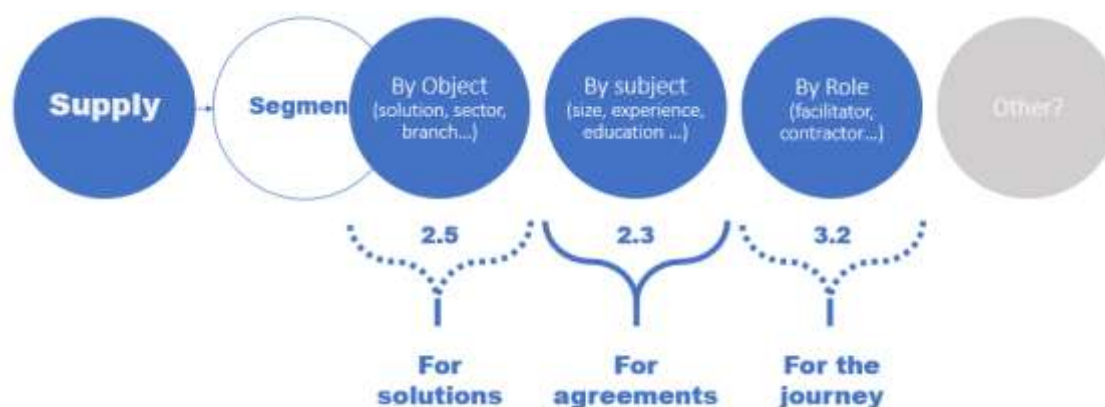 Supply
Segmen
By Object
(solution, sector,
branch...)
By subject
(size, experience,
education ...)
By Role
(facilitator,
contractor...)
Other?
2.5
2.3
3.2
For
solutions
For
agreements
For the
journey